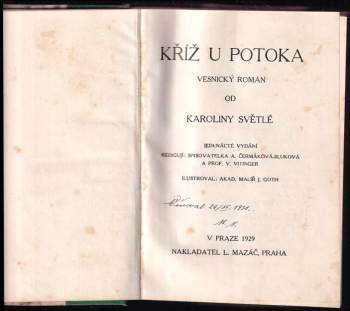 KŘÍŽ U POTOKA
VESNICKÝ ROMÁN
OD
KAROLINY SVĚTLÉ
JEDENÁCTÉ VYDÁNÍ
REDIGUJÍ: SPISOVATELKA A. ČERMÁKOVÁ-SLUKOVÁ
A PROF. V. VITINGER
ILUSTROVAL: AKAD. MALÍŘ J. GOTH
V PRAZE 1929
NAKLADATEL L. MAZÁČ, PRAHA